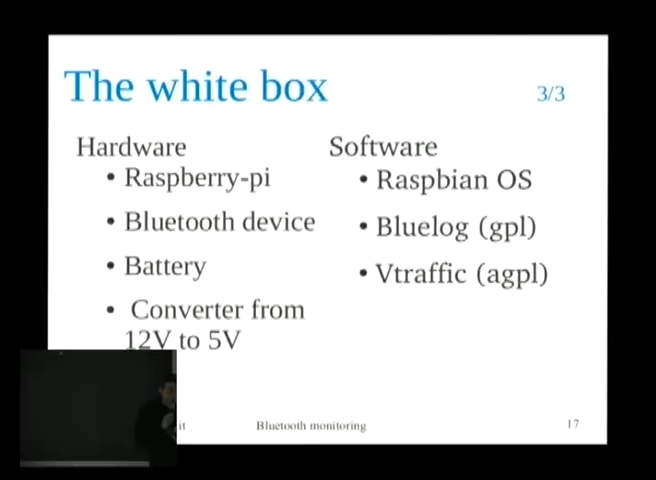 The white box
3/3
Hardware
• Raspberry-pi
• Bluetooth device
• Battery
• Converter from
12V to 5V
Software
• Raspbian OS
• Bluelog (gpl)
• Vtraffic (agpl)
it
Bluetooth monitoring
17